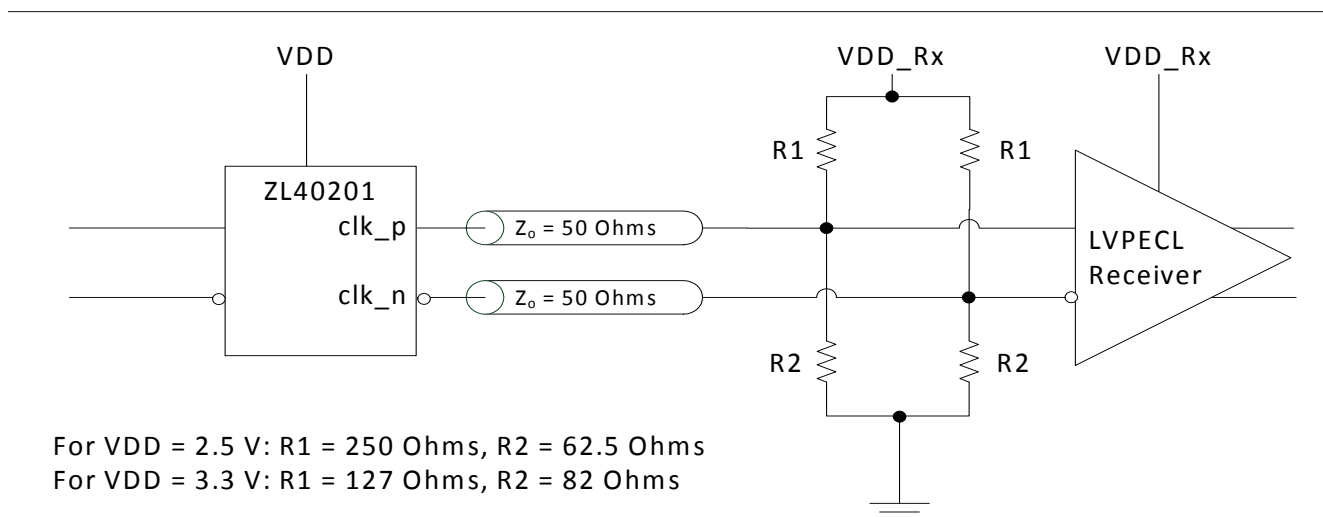 VDD
VDD_Rx
VDD_Rx
R1
R1
ZL40201
clk_p
Zo = 50 Ohms
LVPECL
Receiver
clk_n
Zo = 50 Ohms
R2
R2
For VDD = 2.5 V: R1 = 250 Ohms, R2 = 62.5 Ohms
For VDD = 3.3 V: R1 = 127 Ohms, R2 = 82 Ohms